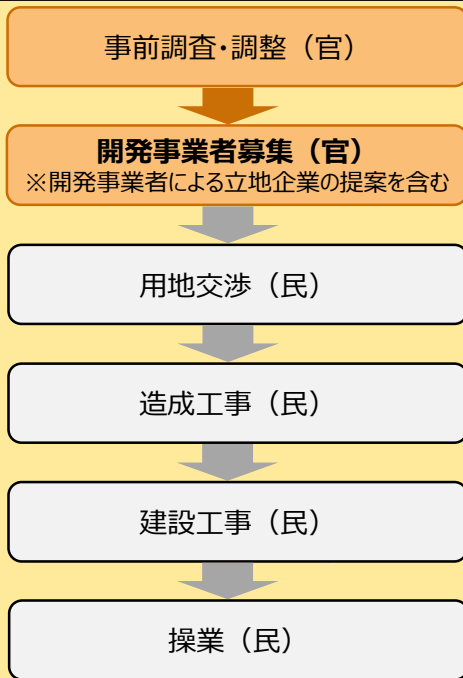 事前調査･調整（官）
開発事業者募集（官）
※開発事業者による立地企業の提案を含む
用地交渉（民）
造成工事（民）
建設工事（民）
操業（民）